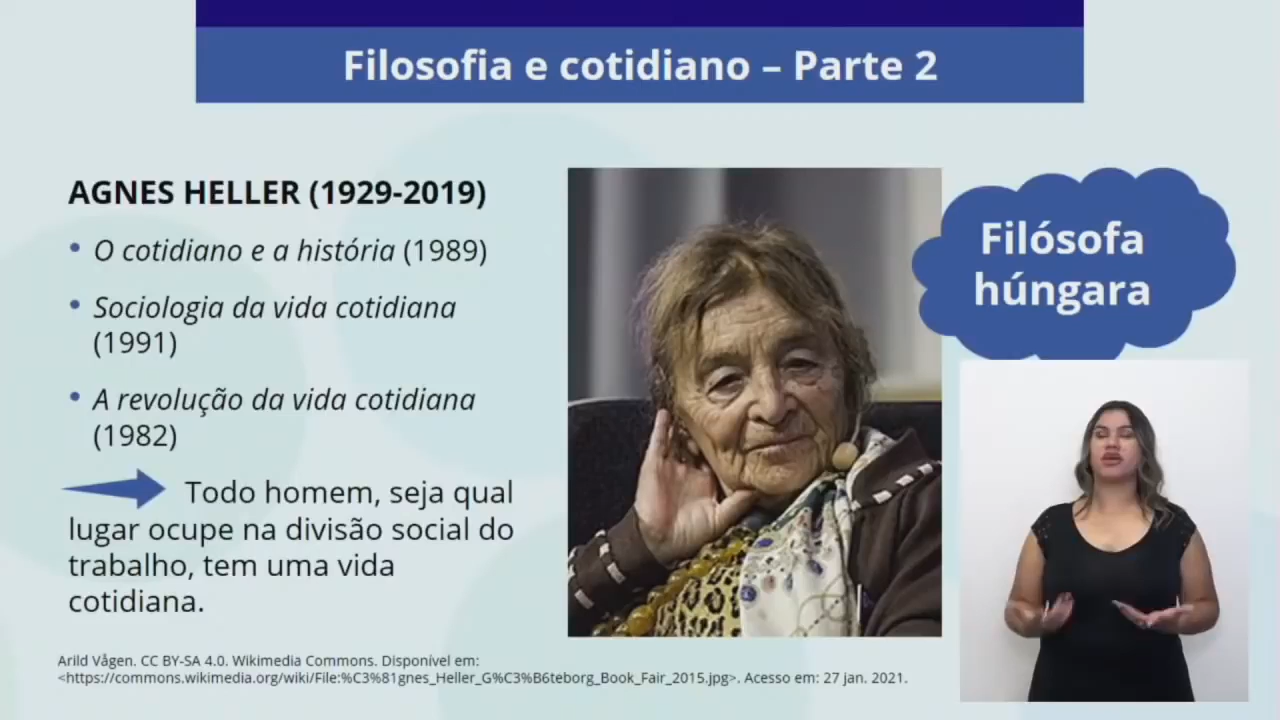 Filosofia e cotidiano – Parte 2
AGNES HELLER (1929-2019)
• O cotidiano e a história (1989)
• Sociologia da vida cotidiana
(1991)
• A revolução da vida cotidiana
(1982)
Todo homem, seja qual
lugar ocupe na divisão social do
trabalho, tem uma vida
cotidiana.
Filósofa
húngara
Arild Vågen. CC BY-SA 4.0. Wikimedia Commons. Disponível em:
<https://commons.wikimedia.org/wiki/File:%C3%81gnes_Heller_G%C3%B6teborg_Book_Fair_2015.jpg>. Acesso em: 27 jan. 2021.